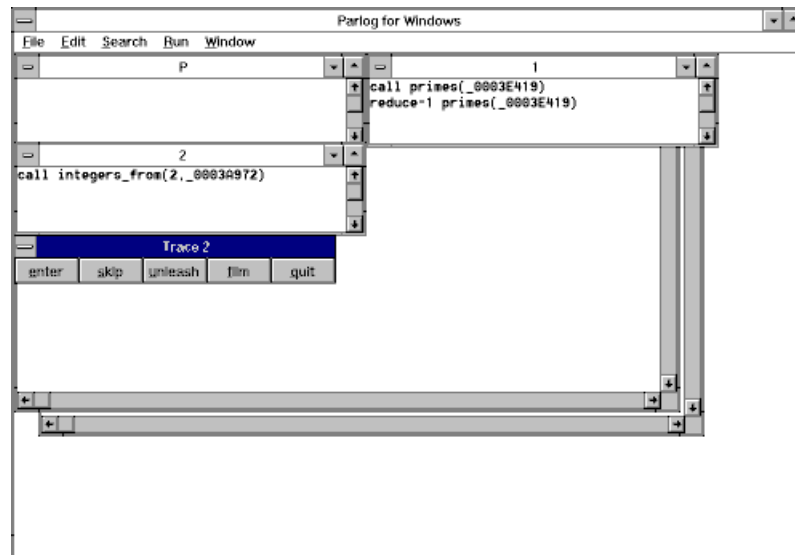 Parlog for Windows
File Edit Search Run Window
P
1
call primes(_0003E419)
reduce-1 primes(_0003E419)
2
call integers_from(2,_0003A972)
Trace 2
enter skip unleash film quit